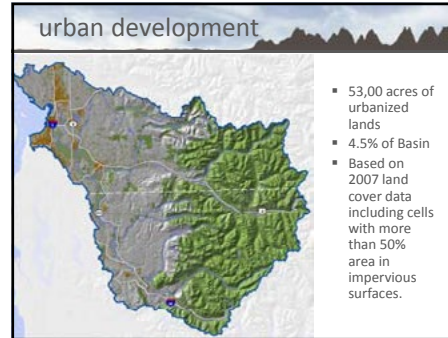 urban development
▪ 53,00 acres of
urbanized
lands
▪ 4.5% of Basin
▪ Based on
2007 land
cover data
including cells
with more
than 50%
area in
impervious
surfaces.